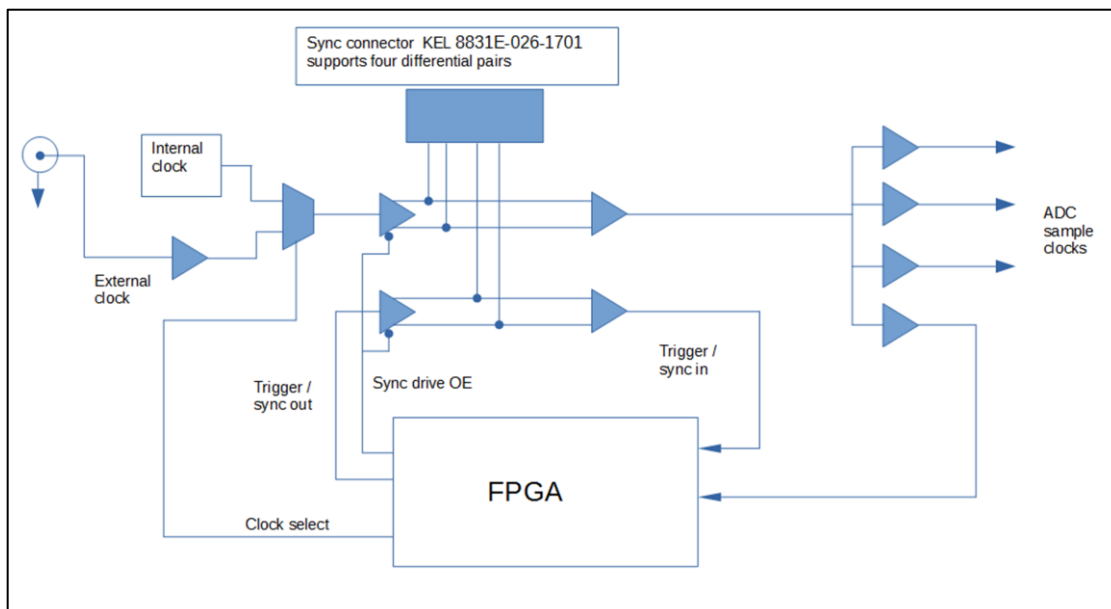 Sync connector  KEL 8831E-026-1701
supports four differential pairs
Internal
clock
External
clock
ADC
sample
clocks
Trigger /
sync in
Trigger /
sync out
Sync drive OE
FPGA
Clock select